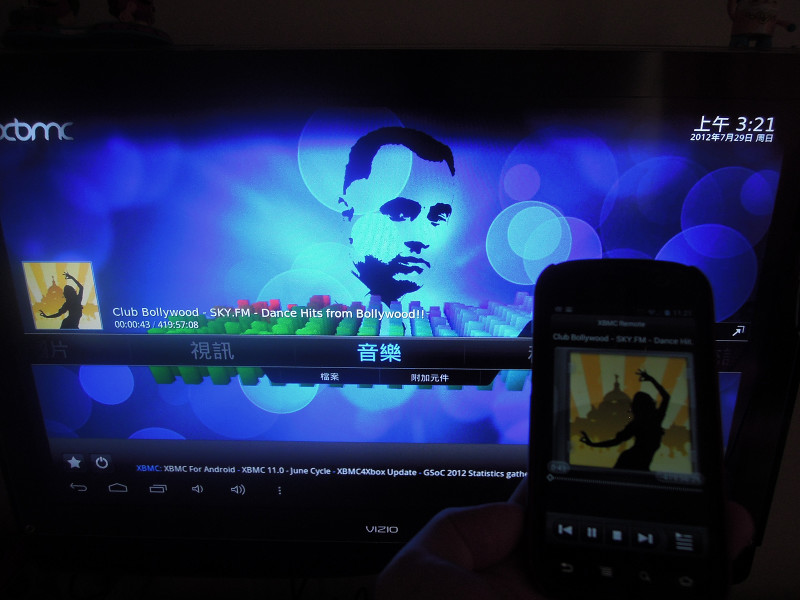 xbmc
上午 3:21
2012年7月29日 周日
Club Bollywood - SKY.FM - Dance Hits from Bollywood!!
00:00:43 / 419:57:08
片 視訊 音樂
檔案 附加元件
XBMC: XBMC For Android - XBMC 11.0 - June Cycle - XBMC4Xbox Update - GSoC 2012 Statistics gathe
VIZIO
XBMC Remote
Club Bollywood - SKY.FM - Dance Hit